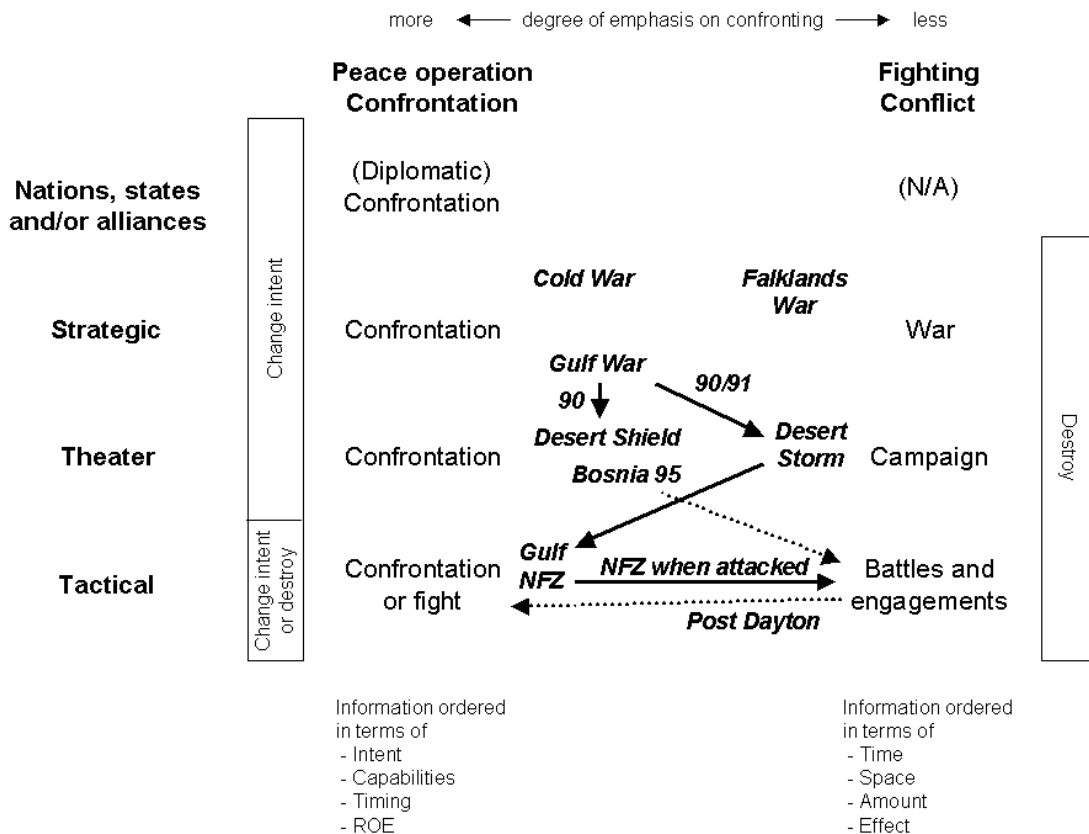 more degree of emphasis on confronting less
Peace operation
Confrontation
Fighting
Conflict
Nations, states
and/or alliances
(Diplomatic)
Confrontation
(N/A)
Change intent
Cold War
Falklands
War
Strategic
Confrontation
War
Gulf War
90
90/91
Desert Shield
Desert
Storm
Theater
Confrontation
Campaign
Bosnia 95
Destroy
Change intent
or destroy
Tactical
Confrontation
or fight
Gulf
NFZ
NFZ when attacked
Battles and
engagements
Post Dayton
Information ordered
in terms of
- Intent
- Capabilities
- Timing
- ROE
Information ordered
in terms of
- Time
- Space
- Amount
- Effect